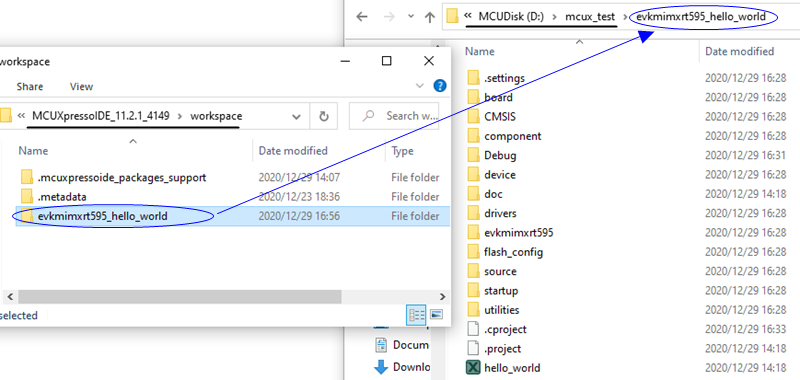 MCUDisk (D:) › mcux_test › evkmimxrt595_hello_world
Name Date modified
.settings 2020/12/29 16:28
board 2020/12/29 16:28
CMSIS 2020/12/29 16:28
component 2020/12/29 16:28
Debug 2020/12/29 16:31
device 2020/12/29 16:28
doc 2020/12/29 14:18
drivers 2020/12/29 16:28
evkmimxrt595 2020/12/29 16:28
flash_config 2020/12/29 16:28
source 2020/12/29 16:28
startup 2020/12/29 16:28
utilities 2020/12/29 16:28
.cproject 2020/12/29 16:33
.project 2020/12/29 14:18
hello_world 2020/12/29 14:18
workspace
Share View
MCUXpressoIDE_11.2.1_4149 › workspace
Search w...
Name Date modified Type
.mcuxpressoide_packages_support 2020/12/29 14:07 File folder
.metadata 2020/12/23 18:36 File folder
evkmimxrt595_hello_world 2020/12/29 16:56 File folder
selected
Docum
Downlo